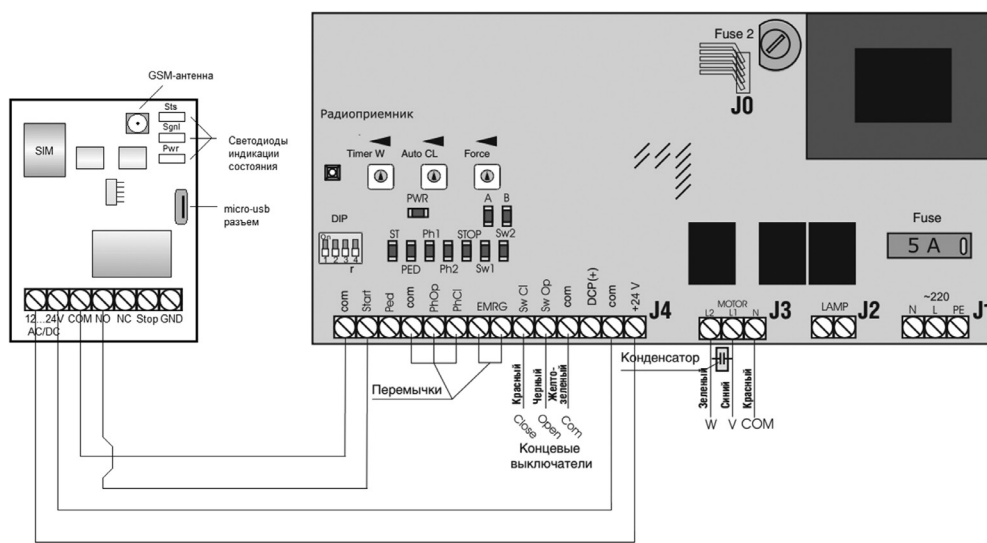 GSM-антенна
Sts
Sgnl
Pwr
SIM
Светодиоды
индикации
состояния
micro-usb
разъем
12...24V COM NO NC Stop GND
AC/DC
Радиоприемник
Timer W
Auto CL
Force
Fuse 2
J0
PWR
A B
DIP
On
1 2 3 4
r
ST
Ph1
STOP
Sw2
PED
Ph2
Sw1
Fuse
5 A
com
Start
Ped
com
PhOp
PhCl
EMRG
Sw Cl
Sw Op
com
DCP(+)
com
+24 V
J4
MOTOR
L2 L1 N
J3
LAMP
J2
~220
N L PE
J1
Конденсатор
Перемычки
Красный
Черный
Желто-
зеленый
Close
Open
Com
Концевые
выключатели
Зеленый
Синий
Красный
W V COM